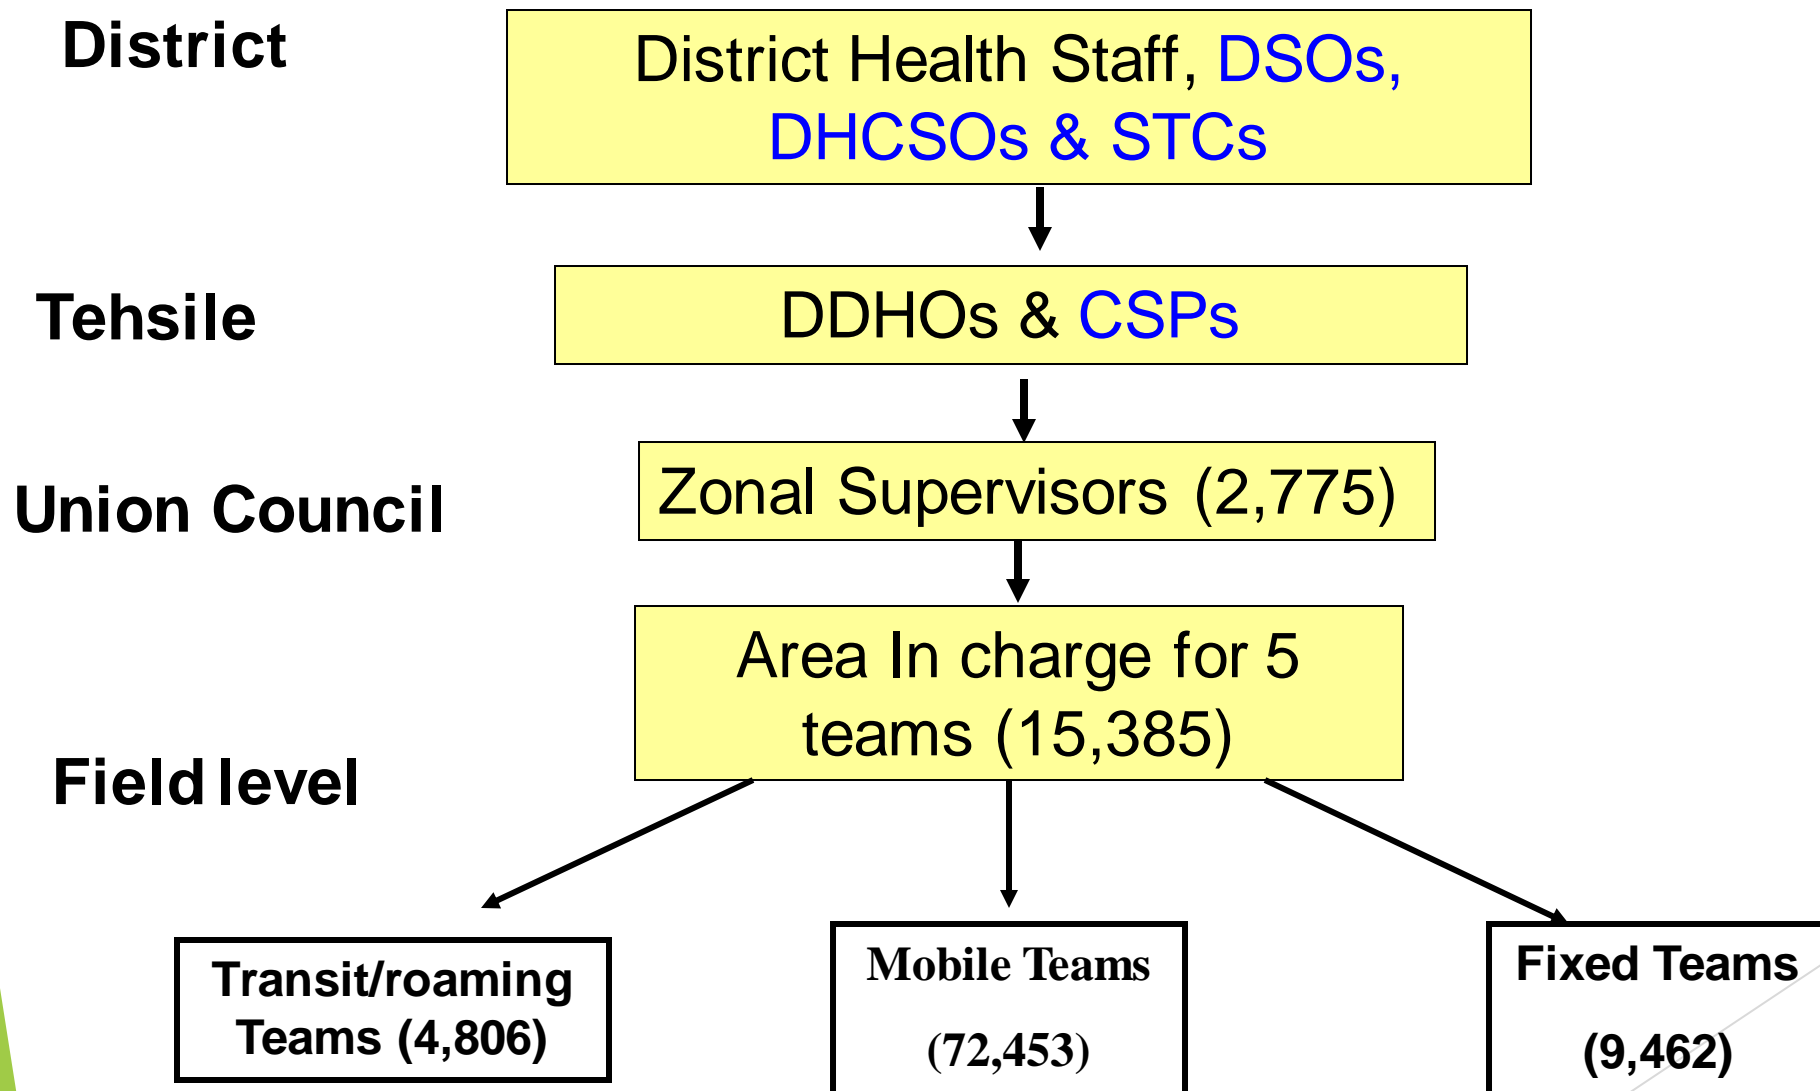 District
District Health Staff, DSOs,
DHCSOs & STCs
Tehsile
DDHOs & CSPs
Union Council
Zonal Supervisors (2,775)
Area In charge for 5
teams (15,385)
Field level
Transit/roaming
Teams (4,806)
Mobile Teams
(72,453)
Fixed Teams
(9,462)